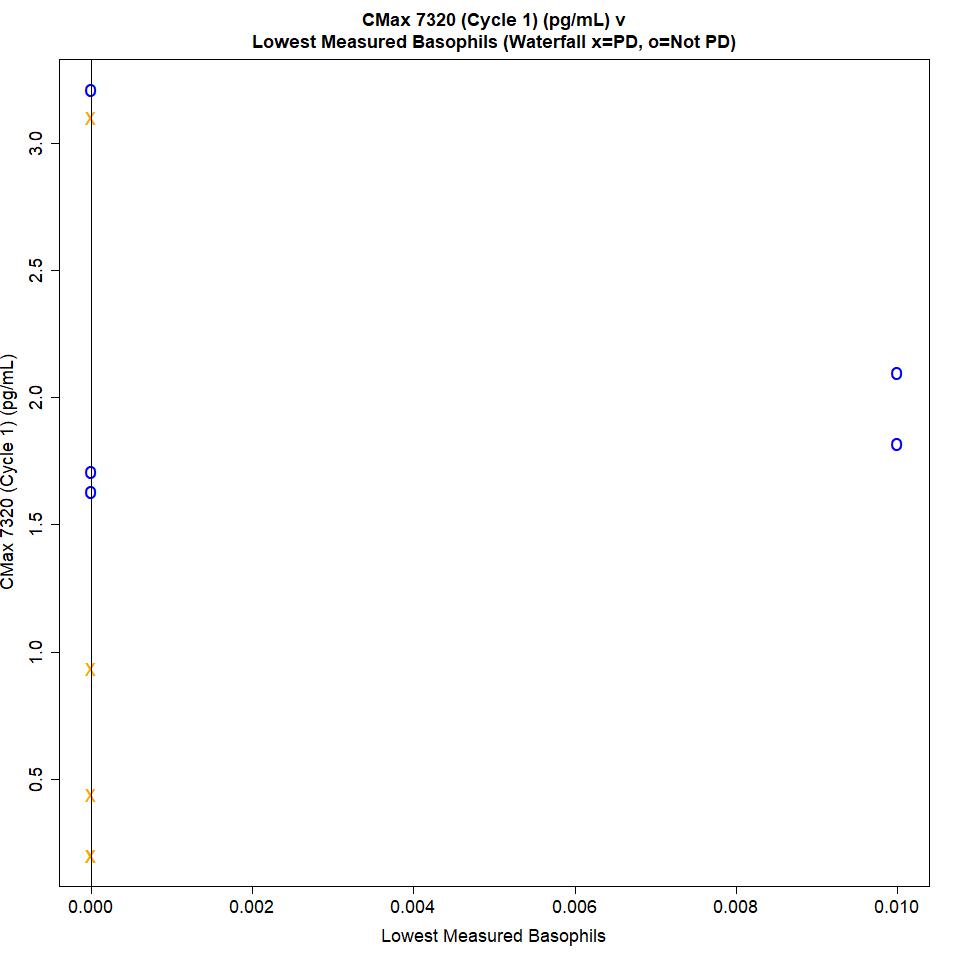 CMax 7320 (Cycle 1) (pg/mL) v
Lowest Measured Basophils (Waterfall x=PD, o=Not PD)
CMax 7320 (Cycle 1) (pg/mL)
3.0
2.5
2.0
1.5
1.0
0.5
0.000 0.002 0.004 0.006 0.008 0.010
Lowest Measured Basophils